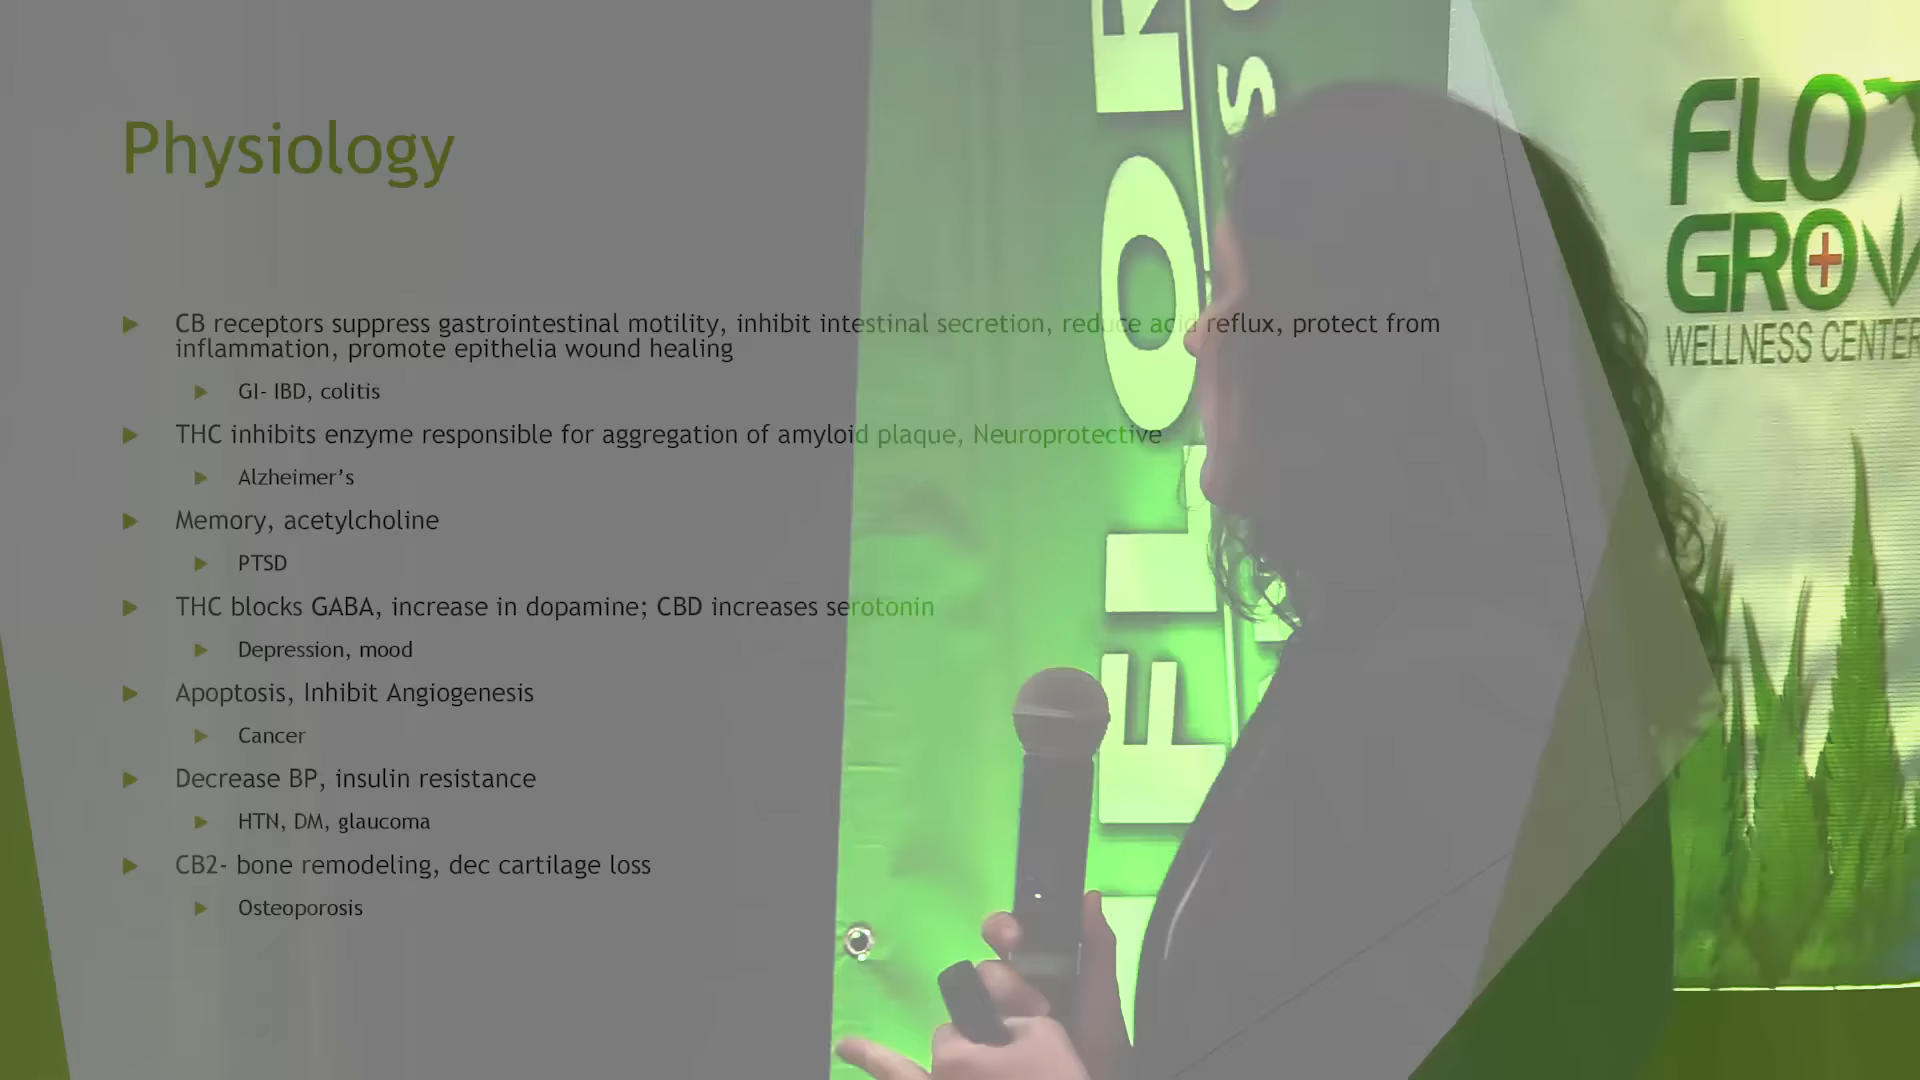 Physiology
CB receptors suppress gastrointestinal motility, inhibit intestinal secretion, reduce acid reflux, protect from
inflammation, promote epithelia wound healing
GI- IBD, colitis
THC inhibits enzyme responsible for aggregation of amyloid plaque, Neuroprotective
Alzheimer’s
Memory, acetylcholine
PTSD
THC blocks GABA, increase in dopamine; CBD increases serotonin
Depression, mood
Apoptosis, Inhibit Angiogenesis
Cancer
Decrease BP, insulin resistance
HTN, DM, glaucoma
CB2- bone remodeling, dec cartilage loss
Osteoporosis
FLO
GROW
WELLNESS CENTER